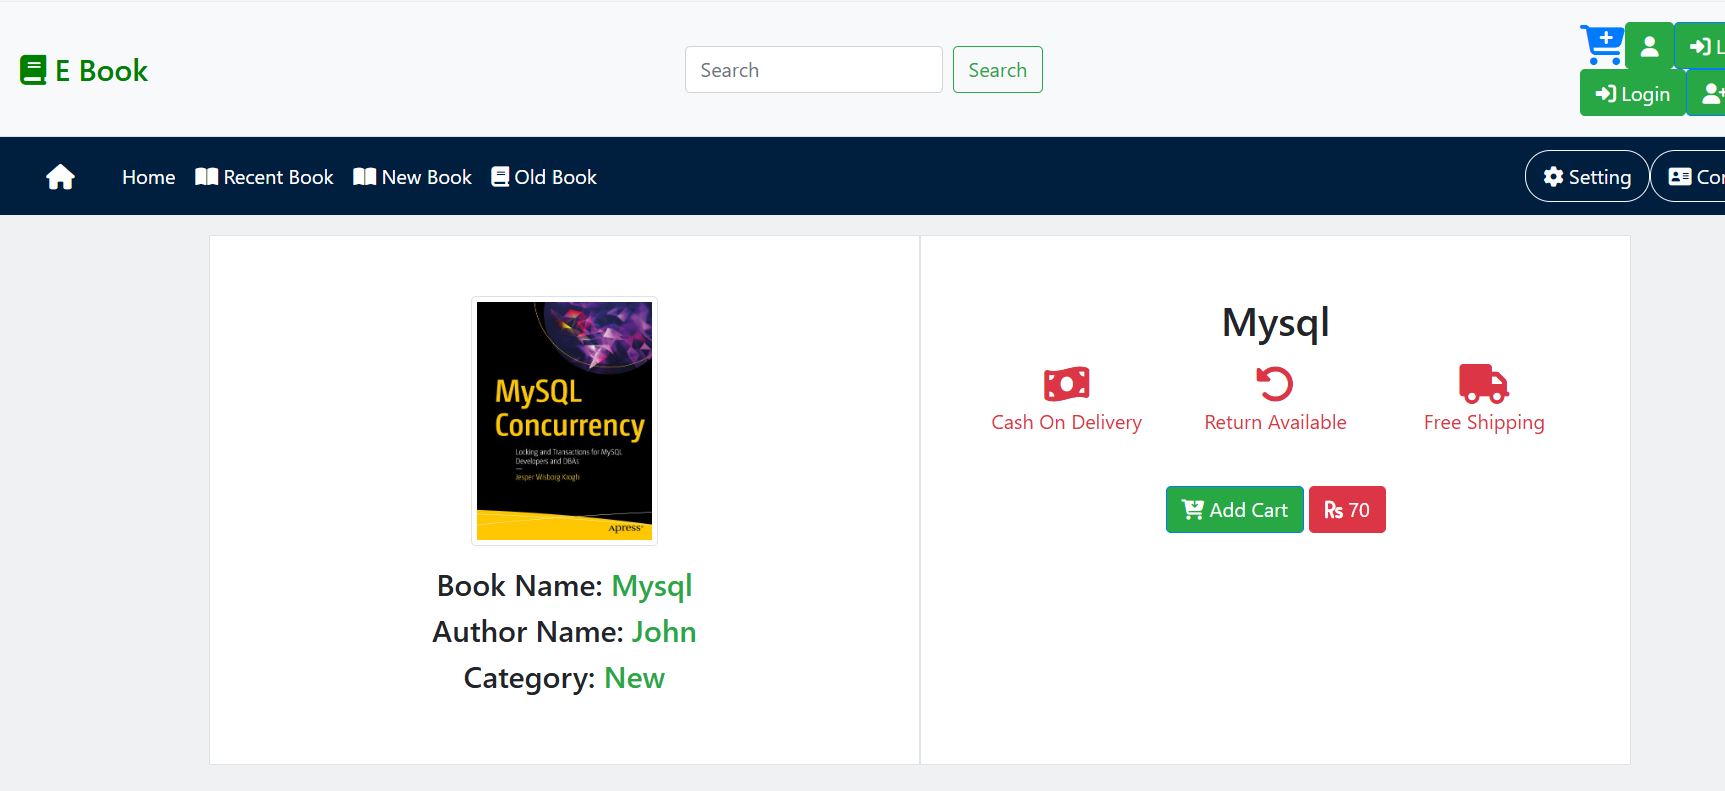 E Book
Search
Search
Login
Home
Recent Book
New Book
Old Book
Setting
MySQL
Concurrency
Locking and Transactions for MySQL
Developers and DBAs
Jesper Wisborg Krogh
Apress®
Book Name: Mysql
Author Name: John
Category: New
Mysql
Cash On Delivery
Return Available
Free Shipping
Add Cart
₨ 70